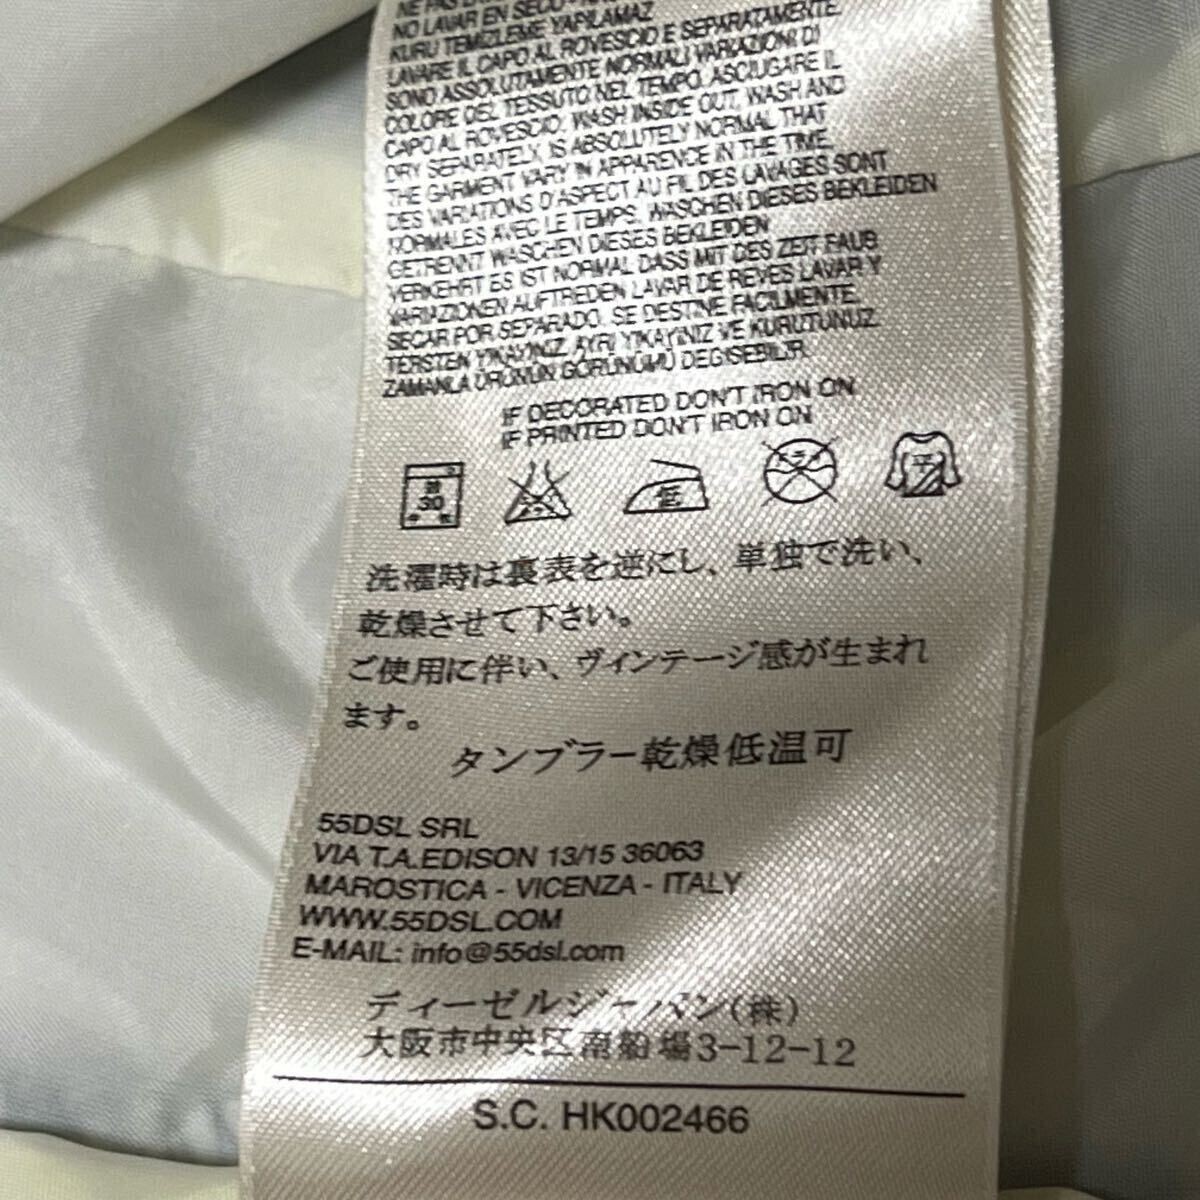 NE PAS
NO LAVAR EN SECO
KURU TEMIZLEME YAPILAMAZ
LAVARE IL CAPO AL ROVESCIO E SEPARATAMENTE.
SONO ASSOLUTAMENTE NORMALI VARIAZIONI DI
COLORE DEL TESSUTO NEL TEMPO. ASCIUGARE IL
CAPO AL ROVESCIO. WASH INSIDE OUT, WASH AND
DRY SEPARATELY. IS ABSOLUTELY NORMAL THAT
THE GARMENT VARY IN APPARENCE IN THE TIME.
DES VARIATIONS D'ASPECT AU FIL DES LAVAGES SONT
NORMALES AVEC LE TEMPS. WASCHEN DIESES BEKLEIDEN
GETRENNT WASCHEN DIESES BEKLEIDEN
VERKEHRT ES IST NORMAL DASS MIT DES ZEIT FAUB
VARIAZIONEN AUFTREDEN LAVAR DE REVES LAVAR Y
SECAR POR SEPARADO. SE DESTINE FACILMENTE.
TERSTEN YIKAYINIZ. AYRI YIKAYINIZ VE KURUTUNUZ.
ZAMANLA ÜRÜNÜN GÖRÜNÜMÜ DEGISEBILIR.
IF DECORATED DON'T IRON ON
IF PRINTED DON'T IRON ON
30 低 ドライ 平
洗濯時は裏表を逆にし、単独で洗い、
乾燥させて下さい。
ご使用に伴い、ヴィンテージ感が生まれ
ます。
タンブラー乾燥低温可
55DSL SRL
VIA T.A.EDISON 13/15 36063
MAROSTICA - VICENZA - ITALY
WWW.55DSL.COM
E-MAIL: info@55dsl.com
ディーゼルジャパン(株)
大阪市中央区南船場3-12-12
S.C. HK002466